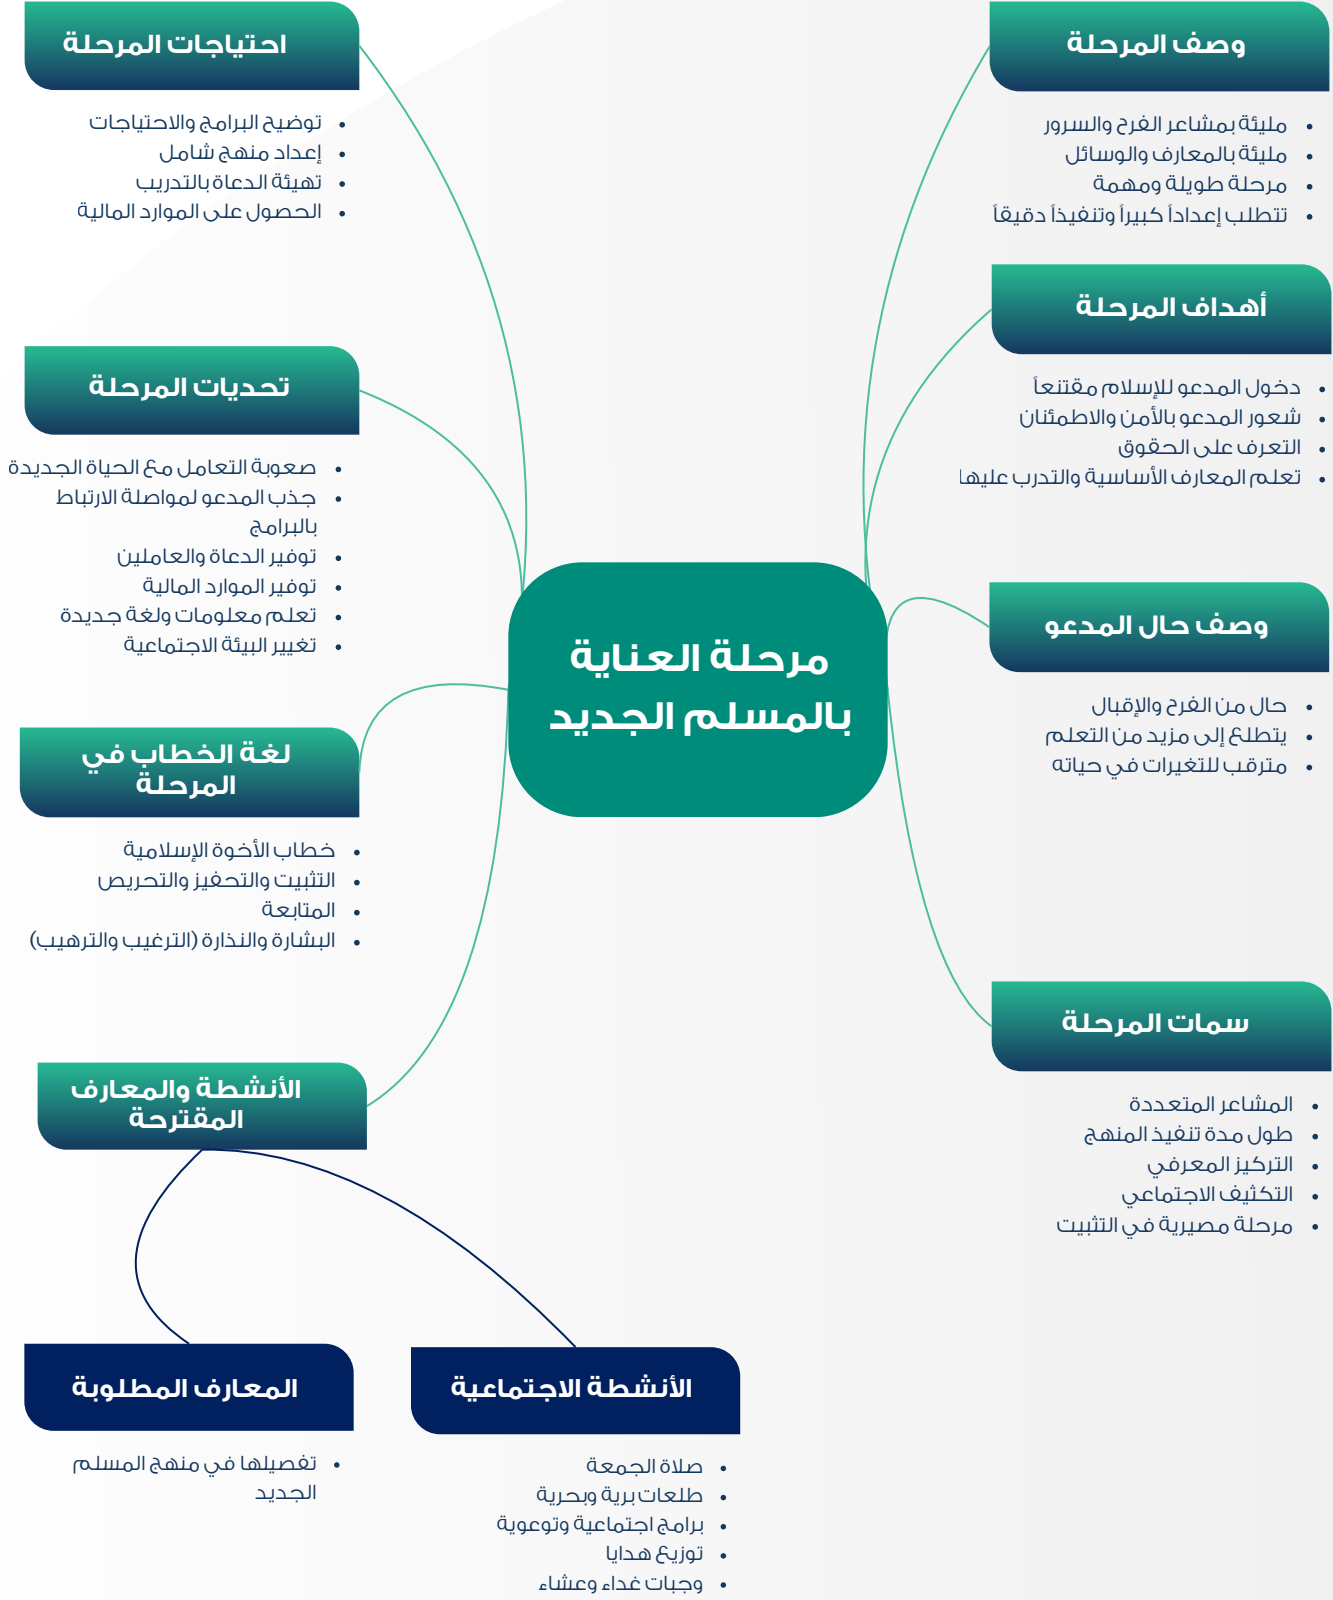 وصف المرحلة
مليئة بمشاعر الفرح والسرور
مليئة بالمعارف والوسائل
مرحلة طويلة ومهمة
تتطلب إعداداً كبيراً وتنفيذاً دقيقاً
أهداف المرحلة
دخول المدعو للإسلام مقتنعاً
شعور المدعو بالأمن والاطمئنان
التعرف على الحقوق
تعلم المعارف الأساسية والتدرب عليها
وصف حال المدعو
حال من الفرح والإقبال
يتطلع إلى مزيد من التعلم
مترقب للتغيرات في حياته
سمات المرحلة
المشاعر المتعددة
طول مدة تنفيذ المنهج
التركيز المعرفي
التكثيف الاجتماعي
مرحلة مصيرية في التثبيت
مرحلة العناية
بالمسلم الجديد
احتياجات المرحلة
توضيح البرامج والاحتياجات
إعداد منهج شامل
تهيئة الدعاة بالتدريب
الحصول على الموارد المالية
تحديات المرحلة
صعوبة التعامل مع الحياة الجديدة
جذب المدعو لمواصلة الارتباط
بالبرامج
توفير الدعاة والعاملين
توفير الموارد المالية
تعلم معلومات ولغة جديدة
تغيير البيئة الاجتماعية
لغة الخطاب في
المرحلة
خطاب الأخوة الإسلامية
التثبيت والتحفيز والتحريص
المتابعة
البشارة والنذارة (الترغيب والترهيب)
الأنشطة والمعارف
المقترحة
الأنشطة الاجتماعية
صلاة الجمعة
طلعات برية وبحرية
برامج اجتماعية وتوعوية
توزيع هدايا
وجبات غداء وعشاء
المعارف المطلوبة
تفصيلها في منهج المسلم
الجديد